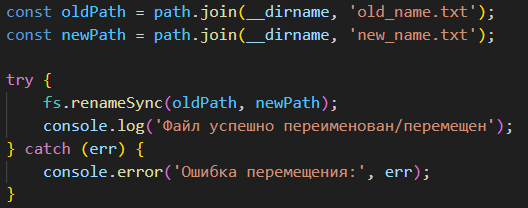 const oldPath = path.join(__dirname, 'old_name.txt');
const newPath = path.join(__dirname, 'new_name.txt');
try {
fs.renameSync(oldPath, newPath);
console.log('Файл успешно переименован/перемещен');
} catch (err) {
console.error('Ошибка перемещения:', err);
}